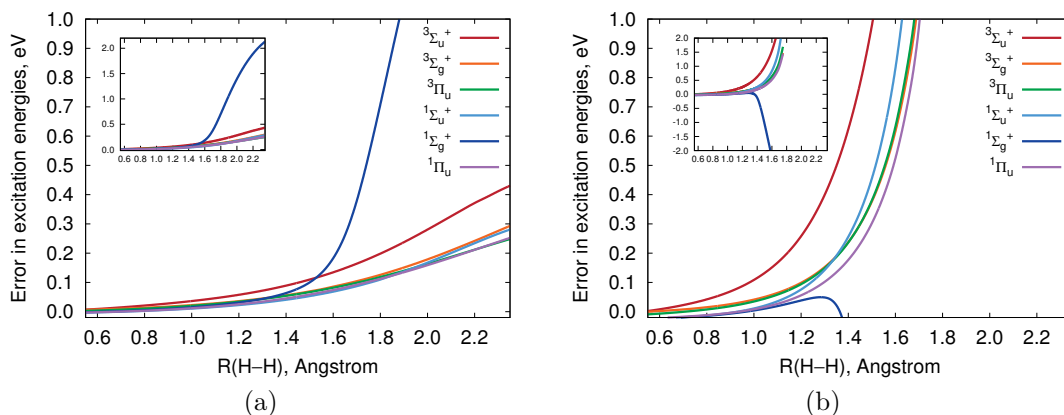 Error in excitation energies, eV
1.0
0.9
0.8
0.7
0.6
0.5
0.4
0.3
0.2
0.1
0.0
0.6 0.8 1.0 1.2 1.4 1.6 1.8 2.0 2.2
R(H−H), Angstrom
2.0
1.5
1.0
0.5
0.0
0.6 0.8 1.0 1.2 1.4 1.6 1.8 2.0 2.2
³Σᵤ⁺
³Σg⁺
³Πᵤ
¹Σᵤ⁺
¹Σg⁺
¹Πᵤ
(a)
Error in excitation energies, eV
1.0
0.9
0.8
0.7
0.6
0.5
0.4
0.3
0.2
0.1
0.0
0.6 0.8 1.0 1.2 1.4 1.6 1.8 2.0 2.2
R(H−H), Angstrom
2.0
1.5
1.0
0.5
0.0
-0.5
-1.0
-1.5
-2.0
0.6 0.8 1.0 1.2 1.4 1.6 1.8 2.0 2.2
³Σᵤ⁺
³Σg⁺
³Πᵤ
¹Σᵤ⁺
¹Σg⁺
¹Πᵤ
(b)